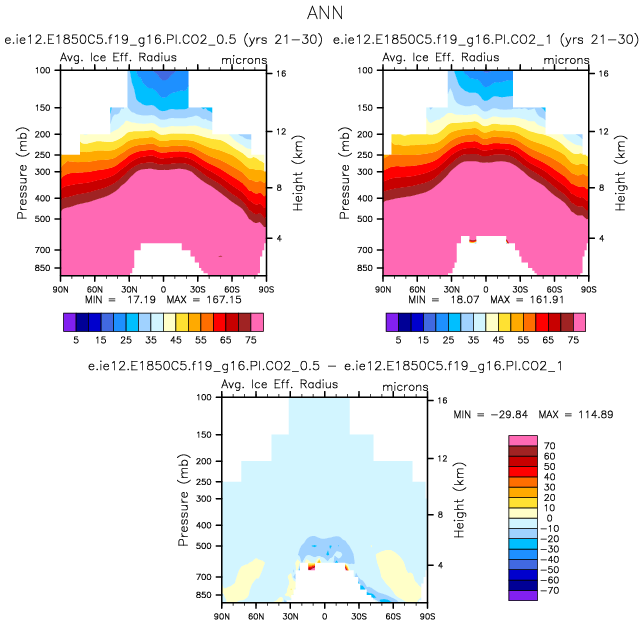 ANN
e.ie12.E1850C5.f19_g16.PI.CO2_0.5 (yrs 21-30)
e.ie12.E1850C5.f19_g16.PI.CO2_1 (yrs 21-30)
Avg. Ice Eff. Radius microns
Avg. Ice Eff. Radius microns
100 150 200 250 300 400 500 700 850
Pressure (mb)
16 12 8 4
Height (km)
90N 60N 30N 0 30S 60S 90S
MIN = 17.19 MAX = 167.15
5 15 25 35 45 55 65 75
100 150 200 250 300 400 500 700 850
Pressure (mb)
16 12 8 4
Height (km)
90N 60N 30N 0 30S 60S 90S
MIN = 18.07 MAX = 161.91
5 15 25 35 45 55 65 75
e.ie12.E1850C5.f19_g16.PI.CO2_0.5 - e.ie12.E1850C5.f19_g16.PI.CO2_1
Avg. Ice Eff. Radius microns
100 150 200 250 300 400 500 700 850
Pressure (mb)
16 12 8 4
Height (km)
90N 60N 30N 0 30S 60S 90S
MIN = -29.84 MAX = 114.89
70
60
50
40
30
20
10
0
-10
-20
-30
-40
-50
-60
-70